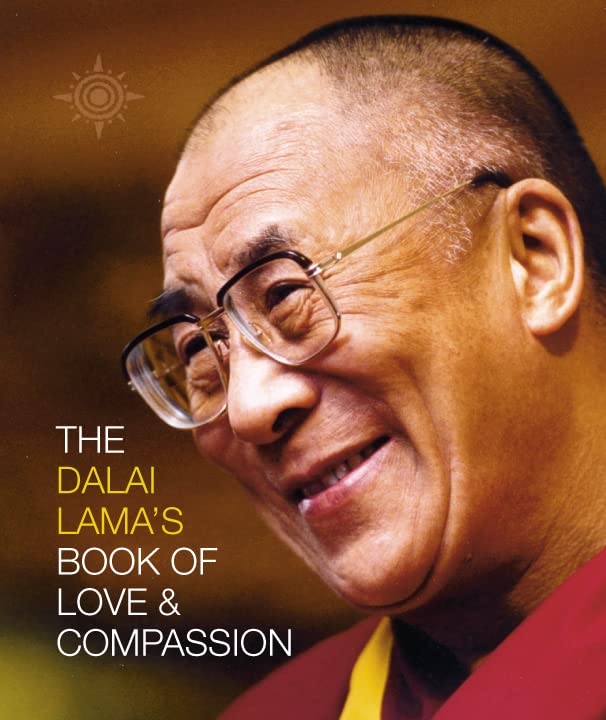 THE
DALAI
LAMA'S
BOOK OF
LOVE &
COMPASSION